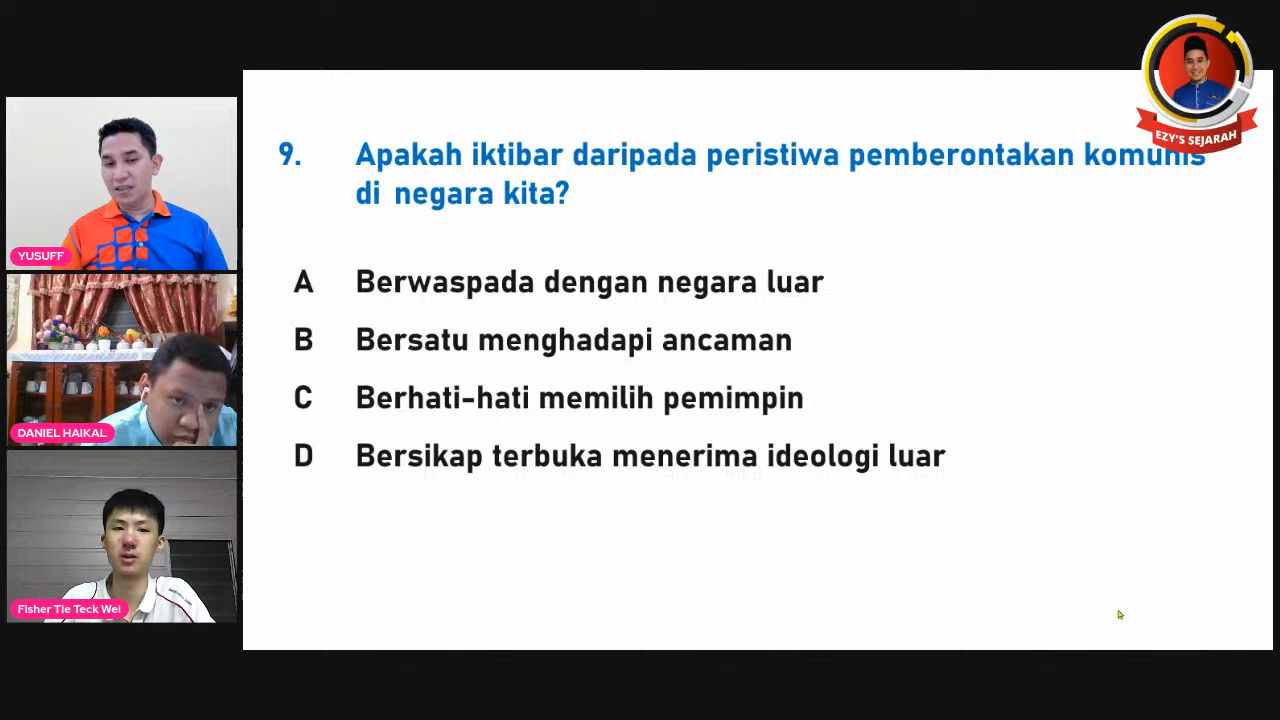 EZY'S SEJARAH
9. Apakah iktibar daripada peristiwa pemberontakan komunis
di negara kita?
A Berwaspada dengan negara luar
B Bersatu menghadapi ancaman
C Berhati-hati memilih pemimpin
D Bersikap terbuka menerima ideologi luar
YUSUFF
DANIEL HAIKAL
Fisher Tie Teck Wei